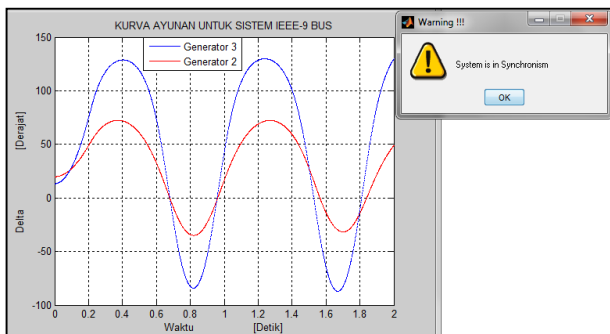 KURVA AYUNAN UNTUK SISTEM IEEE-9 BUS
Generator 3
Generator 2
150
100
50
0
-50
-100
[Derajat]
Delta
0 0.2 0.4 0.6 0.8 1 1.2 1.4 1.6 1.8 2
Waktu [Detik]
Warning !!!
System is in Synchronism
OK